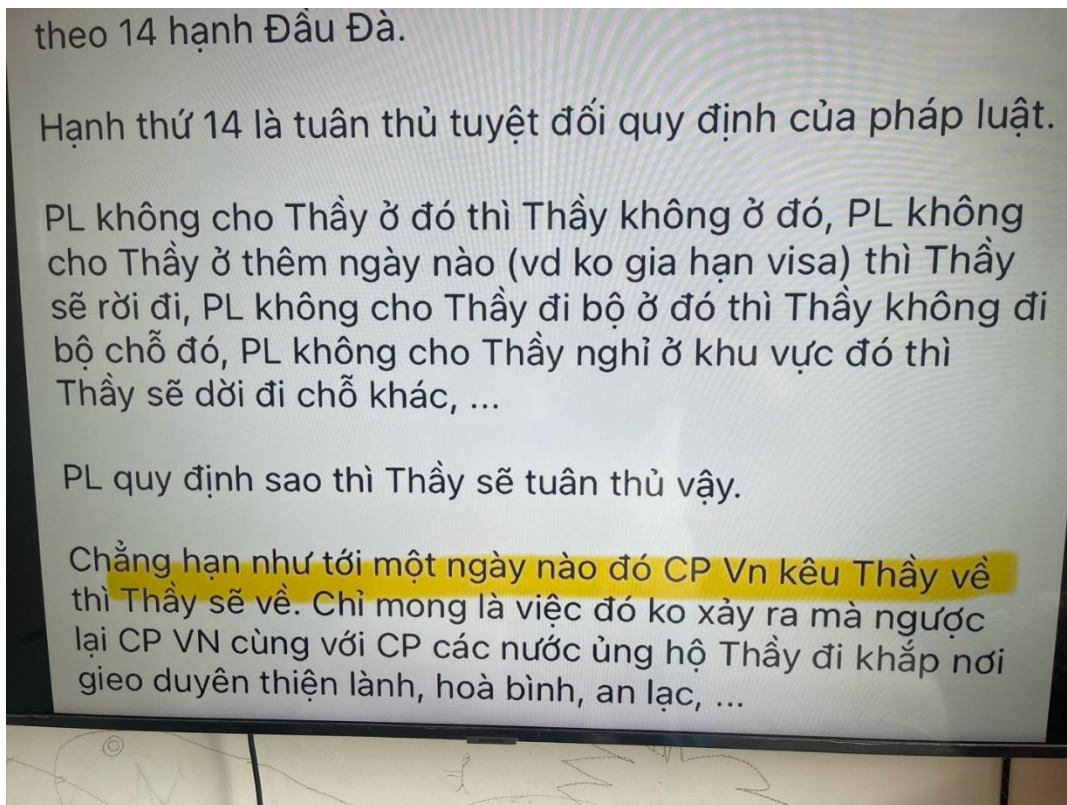 theo 14 hạnh Đầu Đà.
Hạnh thứ 14 là tuân thủ tuyệt đối quy định của pháp luật.
PL không cho Thầy ở đó thì Thầy không ở đó, PL không
cho Thầy ở thêm ngày nào (vd ko gia hạn visa) thì Thầy
sẽ rời đi, PL không cho Thầy đi bộ ở đó thì Thầy không đi
bộ chỗ đó, PL không cho Thầy nghỉ ở khu vực đó thì
Thầy sẽ dời đi chỗ khác, ...
PL quy định sao thì Thầy sẽ tuân thủ vậy.
Chẳng hạn như tới một ngày nào đó CP Vn kêu Thầy về
thì Thầy sẽ về. Chỉ mong là việc đó ko xảy ra mà ngược
lại CP VN cùng với CP các nước ủng hộ Thầy đi khắp nơi
gieo duyên thiện lành, hoà bình, an lạc, ...